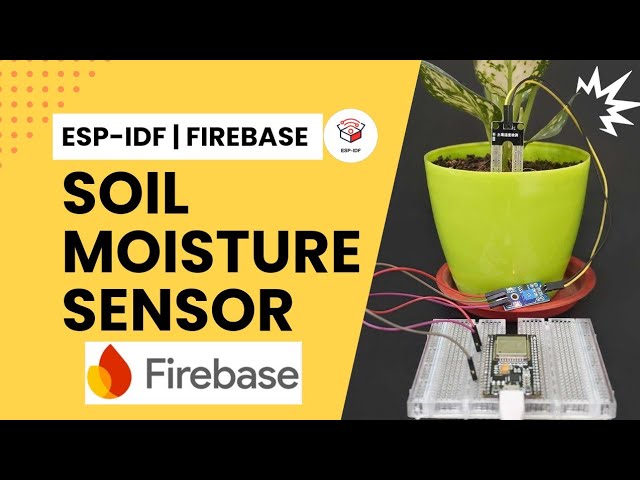 ESP-IDF | FIREBASE
ESP-IDF
SOIL
MOISTURE
SENSOR
Firebase